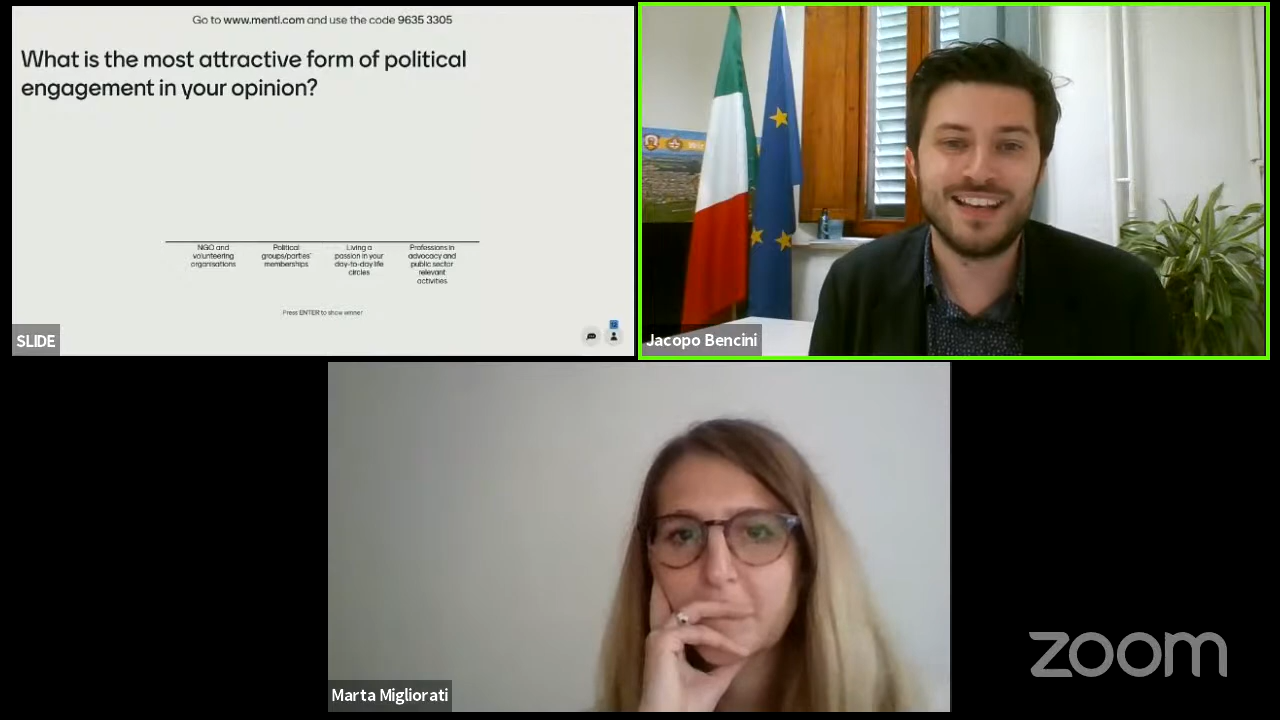 Go to www.menti.com and use the code 9635 3305
What is the most attractive form of political
engagement in your opinion?
NGO and
volunteering
organisations
Political
groups/parties'
memberships
Living a
passion in your
day-to-day life
circles
Professions in
advocacy and
public sector
relevant
activities
Press ENTER to show winner
SLIDE
Jacopo Bencini
Marta Migliorati
zoom